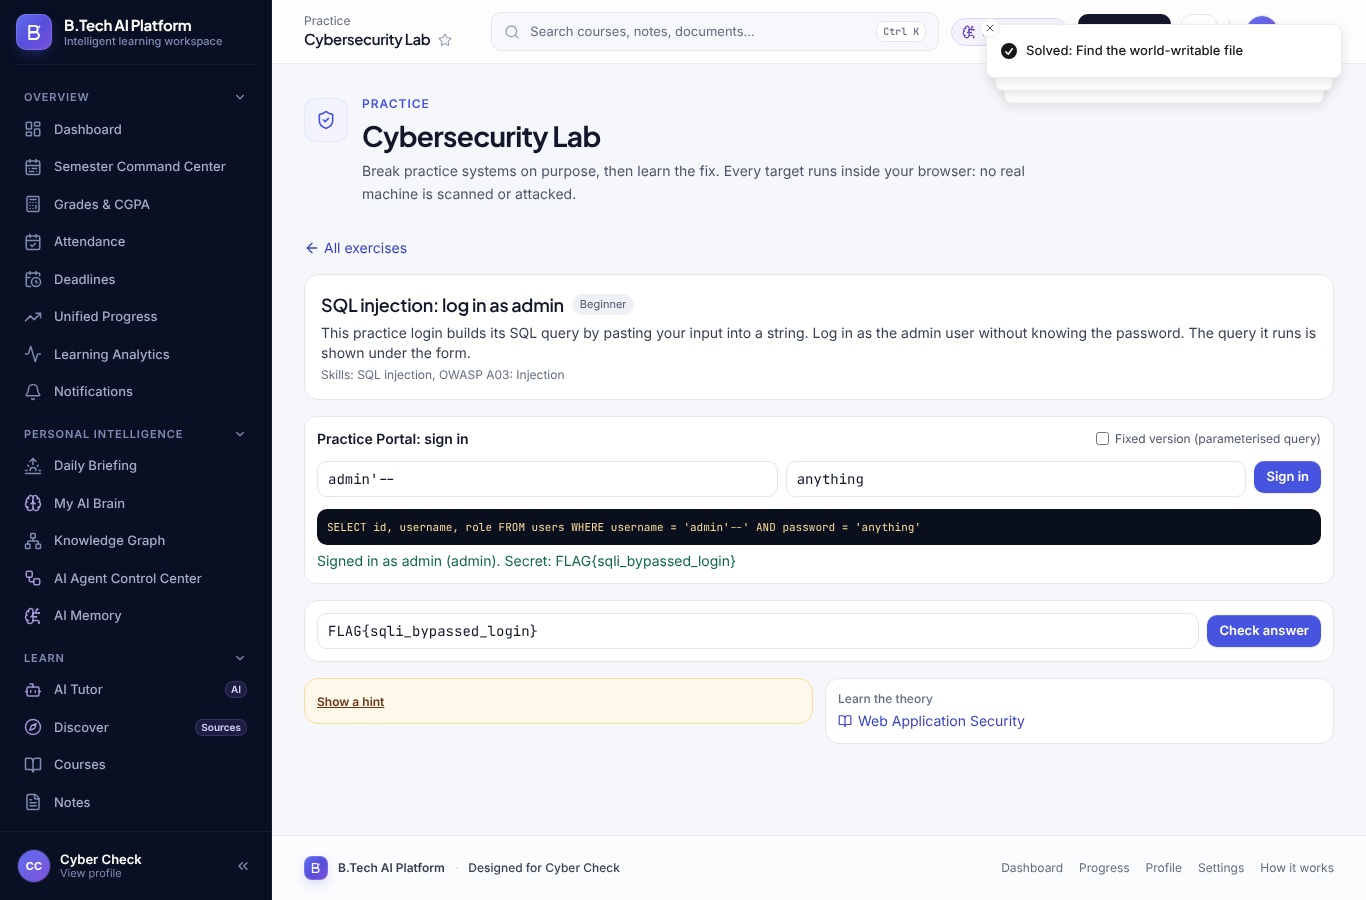 B.Tech AI Platform
Intelligent learning workspace
OVERVIEW
Dashboard
Semester Command Center
Grades & CGPA
Attendance
Deadlines
Unified Progress
Learning Analytics
Notifications
PERSONAL INTELLIGENCE
Daily Briefing
My AI Brain
Knowledge Graph
AI Agent Control Center
AI Memory
LEARN
AI Tutor AI
Discover Sources
Courses
Notes
CC Cyber Check
View profile
Practice
Cybersecurity Lab
Search courses, notes, documents... Ctrl K
Solved: Find the world-writable file
PRACTICE
Cybersecurity Lab
Break practice systems on purpose, then learn the fix. Every target runs inside your browser: no real
machine is scanned or attacked.
All exercises
SQL injection: log in as admin Beginner
This practice login builds its SQL query by pasting your input into a string. Log in as the admin user without knowing the password. The query it runs is
shown under the form.
Skills: SQL injection, OWASP A03: Injection
Practice Portal: sign in Fixed version (parameterised query)
admin'-- anything Sign in
SELECT id, username, role FROM users WHERE username = 'admin'--' AND password = 'anything'
Signed in as admin (admin). Secret: FLAG{sqli_bypassed_login}
FLAG{sqli_bypassed_login} Check answer
Show a hint
Learn the theory
Web Application Security
B.Tech AI Platform · Designed for Cyber Check
Dashboard Progress Profile Settings How it works